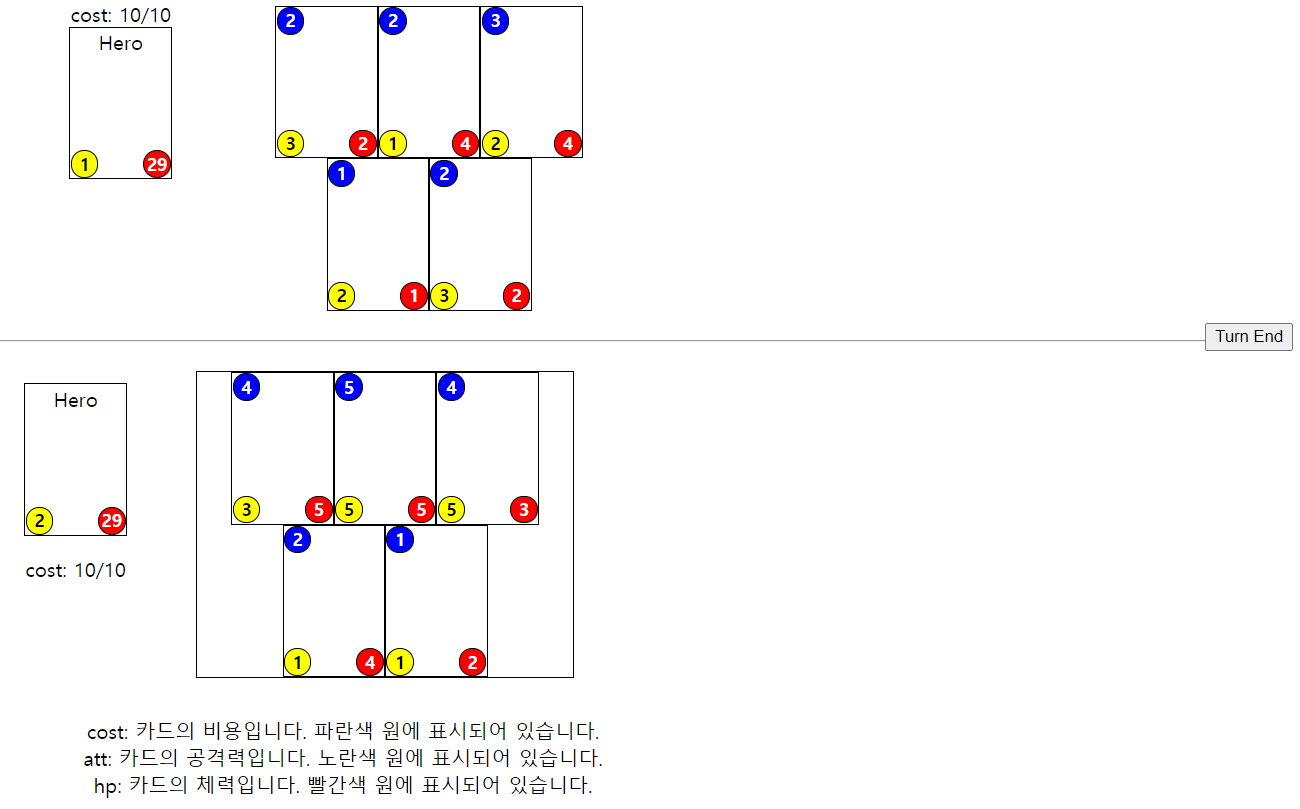 cost: 10/10
Hero
1 29
2 2 3
3 2 1 4 2 4
1 2
2 1 3 2
Turn End
Hero
2 29
cost: 10/10
4 5 4
3 5 5 5 5 3
2 1
1 4 1 2
cost: 카드의 비용입니다. 파란색 원에 표시되어 있습니다.
att: 카드의 공격력입니다. 노란색 원에 표시되어 있습니다.
hp: 카드의 체력입니다. 빨간색 원에 표시되어 있습니다.